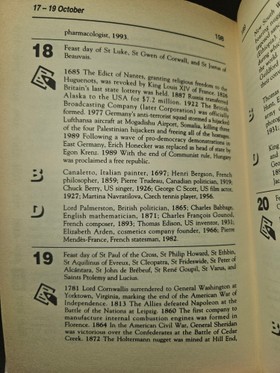 17 – 19 October
198
pharmacologist, 1993.
18
Feast day of St Luke, St Gwen of Cornwall, and St Justus of
Beauvais.
1685 The Edict of Nantes, granting religious freedom to the
Huguenots, was revoked by King Louis XIV of France. 1826
Britain's last state lottery was held. 1887 Russia transferred
Alaska to the USA for $7.2 million. 1922 The British
Broadcasting Company (later Corporation) was officially
formed. 1977 Germany's anti-terrorist squad stormed a hijacked
Lufthansa aircraft at Mogadishu Airport, Somalia, killing three
of the four Palestinian hijackers and freeing all of the hostages.
1989 Following a wave of pro-democracy demonstrations in
East Germany, Erich Honecker was replaced as head of state by
Egon Krenz. 1989 With the end of Communist rule, Hungary
was proclaimed a free republic.
B
Canaletto, Italian painter, 1697; Henri Bergson, French
philosopher, 1859; Pierre Trudeau, Canadian politician, 1919;
Chuck Berry, US singer, 1926; George C Scott, US film actor,
1927; Martina Navratilova, Czech tennis player, 1956.
D
Lord Palmerston, British politician, 1865; Charles Babbage,
English mathematician, 1871; Charles François Gounod,
French composer, 1893; Thomas Edison, US inventor, 1931;
Elizabeth Arden, cosmetics company founder, 1966; Pierre
Mendès-France, French statesman, 1982.
19
Feast day of St Paul of the Cross, St Philip Howard, St Ethbin,
St Aquilinus of Evreux, St Cleopatra, St Frideswide, St Peter of
Alcántara, St John de Brébeuf, St René Goupil, St Varus, and
Saints Ptolemy and Lucius.
1781 Lord Cornwallis surrendered to General Washington at
Yorktown, Virginia, marking the end of the American War of
Independence. 1813 The Allies defeated Napoleon at the
Battle of the Nations at Leipzig. 1860 The first company to
manufacture internal combustion engines was formed in
Florence. 1864 In the American Civil War, General Sheridan
was victorious over the Confederates at the Battle of Cedar
Creek. 1872 The Holtermann nugget was mined at Hill End,
B
D
20